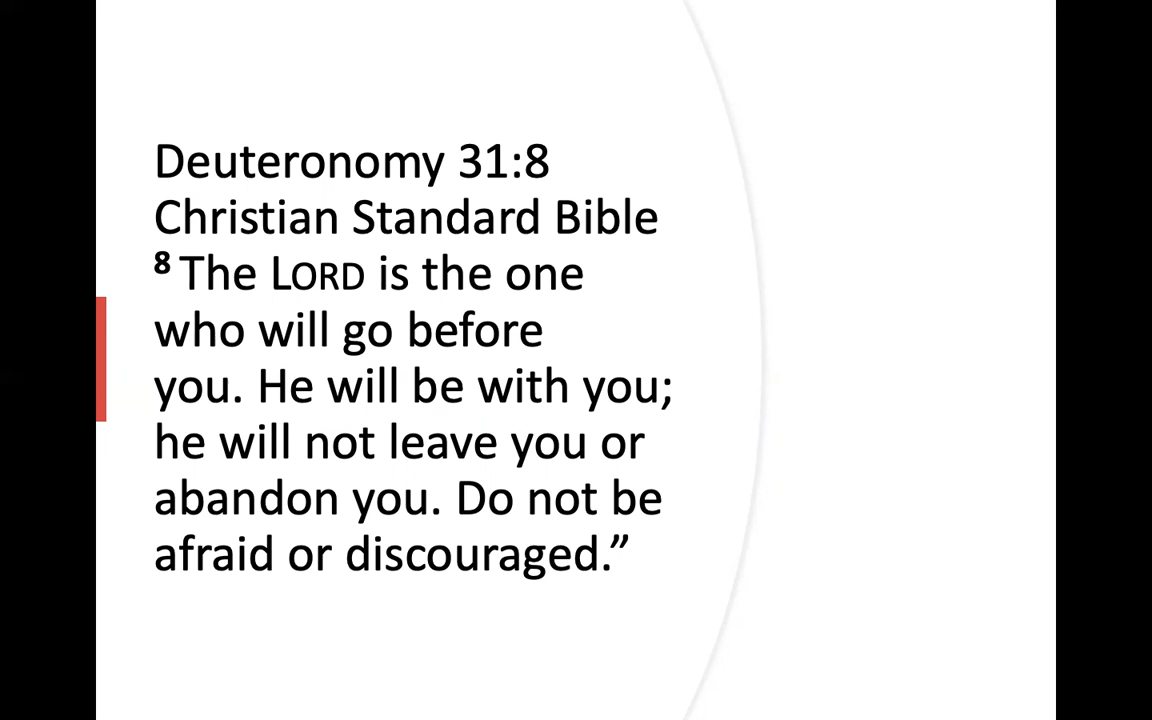 Deuteronomy 31:8
Christian Standard Bible
⁸ The LORD is the one
who will go before
you. He will be with you;
he will not leave you or
abandon you. Do not be
afraid or discouraged.”